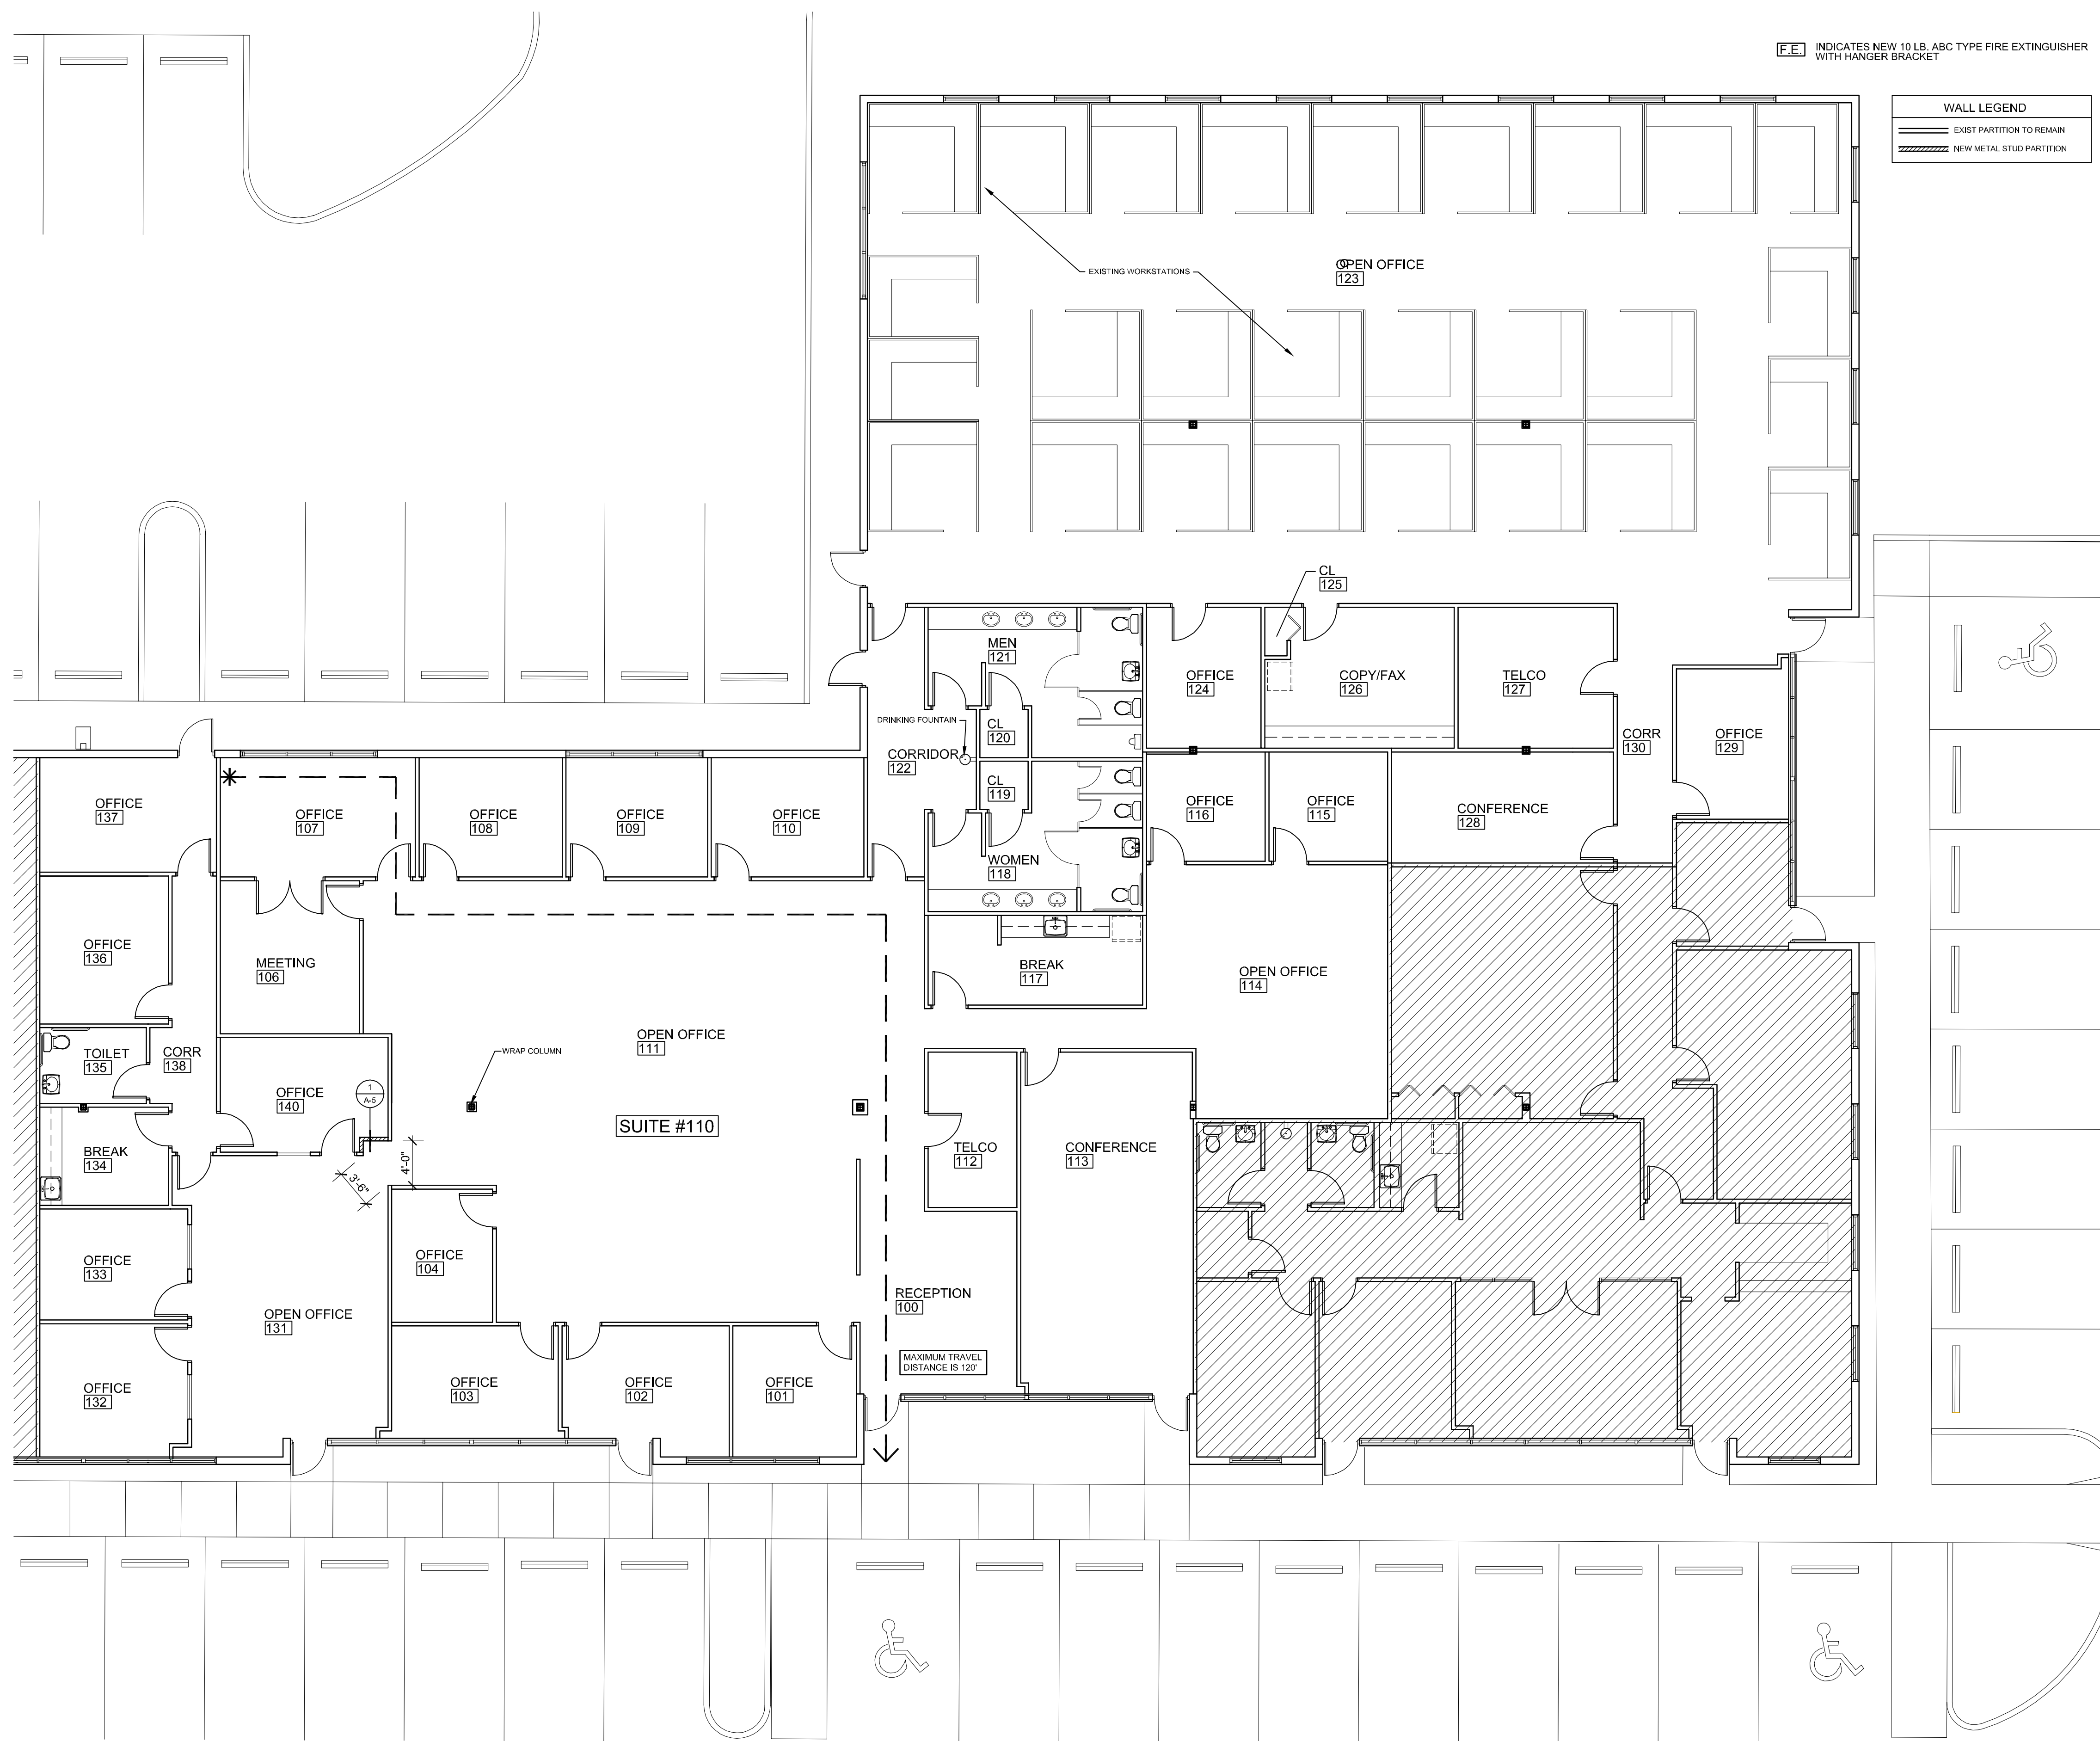 F.E. INDICATES NEW 10 LB. ABC TYPE FIRE EXTINGUISHER
WITH HANGER BRACKET
WALL LEGEND
EXIST PARTITION TO REMAIN
NEW METAL STUD PARTITION
EXISTING WORKSTATIONS
OPEN OFFICE
123
CL
125
MEN
121
OFFICE
124
COPY/FAX
126
TELCO
127
DRINKING FOUNTAIN
CL
120
CORRIDOR
122
CORR
130
OFFICE
129
CL
119
OFFICE
137
OFFICE
107
OFFICE
108
OFFICE
109
OFFICE
110
OFFICE
116
OFFICE
115
CONFERENCE
128
WOMEN
118
OFFICE
136
MEETING
106
BREAK
117
OPEN OFFICE
114
OPEN OFFICE
111
TOILET
135
CORR
138
WRAP COLUMN
OFFICE
140
1
A-5
SUITE #110
BREAK
134
4'-0"
3'-6"
TELCO
112
CONFERENCE
113
OFFICE
133
OFFICE
104
RECEPTION
100
OPEN OFFICE
131
MAXIMUM TRAVEL
DISTANCE IS 120'
OFFICE
132
OFFICE
103
OFFICE
102
OFFICE
101